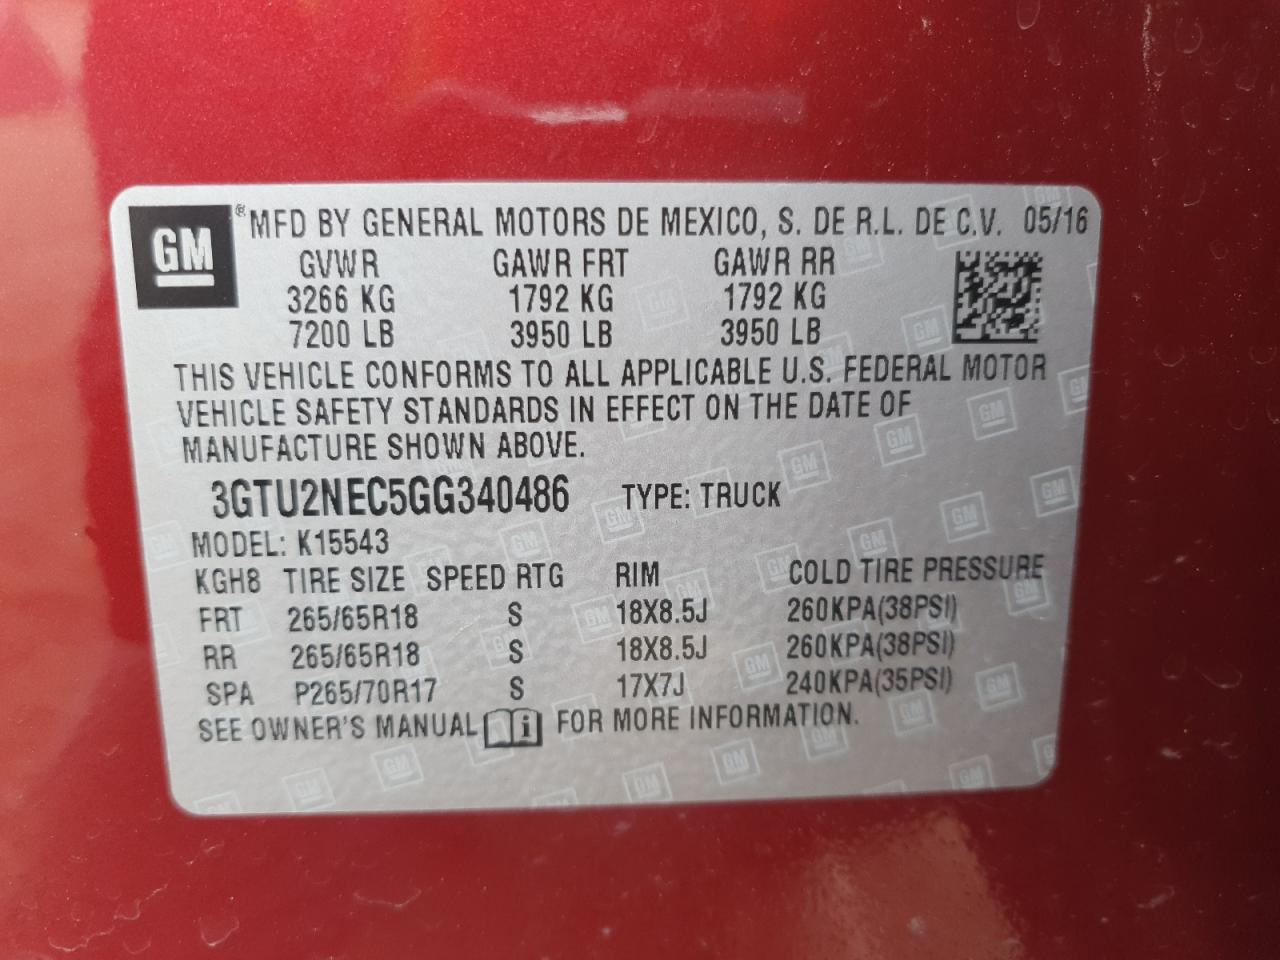 GM ® MFD BY GENERAL MOTORS DE MEXICO, S. DE R.L. DE C.V. 05/16
GVWR GAWR FRT GAWR RR
3266 KG 1792 KG 1792 KG
7200 LB 3950 LB 3950 LB
THIS VEHICLE CONFORMS TO ALL APPLICABLE U.S. FEDERAL MOTOR
VEHICLE SAFETY STANDARDS IN EFFECT ON THE DATE OF
MANUFACTURE SHOWN ABOVE.
3GTU2NEC5GG340486 TYPE: TRUCK
MODEL: K15543
KGH8 TIRE SIZE SPEED RTG RIM COLD TIRE PRESSURE
FRT 265/65R18 S 18X8.5J 260KPA(38PSI)
RR 265/65R18 S 18X8.5J 260KPA(38PSI)
SPA P265/70R17 S 17X7J 240KPA(35PSI)
SEE OWNER'S MANUAL i FOR MORE INFORMATION.